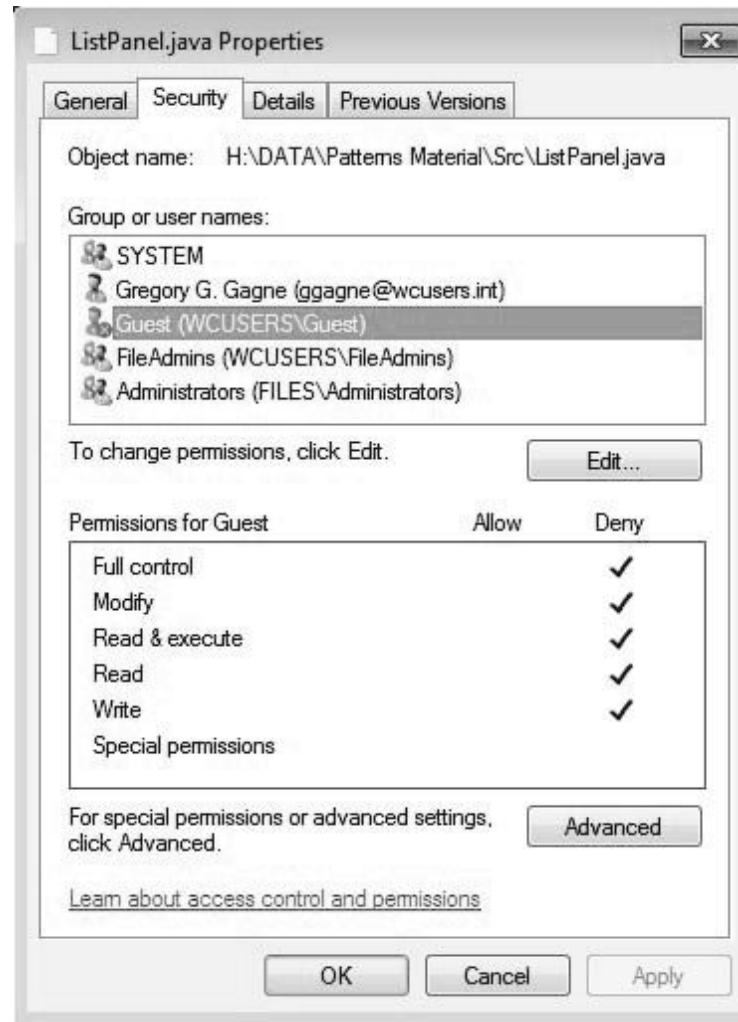 ListPanel.java Properties
General Security Details Previous Versions
Object name: H:\DATA\Patterns Material\Src\ListPanel.java
Group or user names:
SYSTEM
Gregory G. Gagne (ggagne@wcusers.int)
Guest (WCUSERS\Guest)
FileAdmins (WCUSERS\FileAdmins)
Administrators (FILES\Administrators)
To change permissions, click Edit.
Edit...
Permissions for Guest Allow Deny
Full control
Modify
Read & execute
Read
Write
Special permissions
For special permissions or advanced settings,
click Advanced.
Advanced
Learn about access control and permissions
OK Cancel Apply